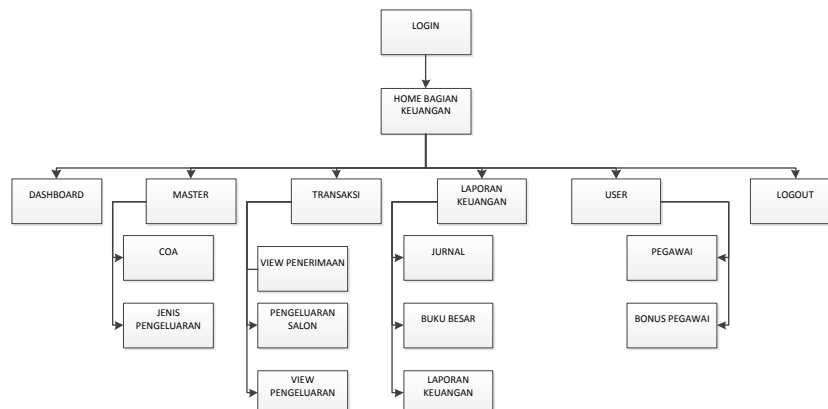 LOGIN
HOME BAGIAN
KEUANGAN
DASHBOARD
MASTER
TRANSAKSI
LAPORAN
KEUANGAN
USER
LOGOUT
COA
VIEW PENERIMAAN
JURNAL
PEGAWAI
JENIS
PENGELUARAN
PENGELUARAN
SALON
BUKU BESAR
BONUS PEGAWAI
VIEW
PENGELUARAN
LAPORAN
KEUANGAN